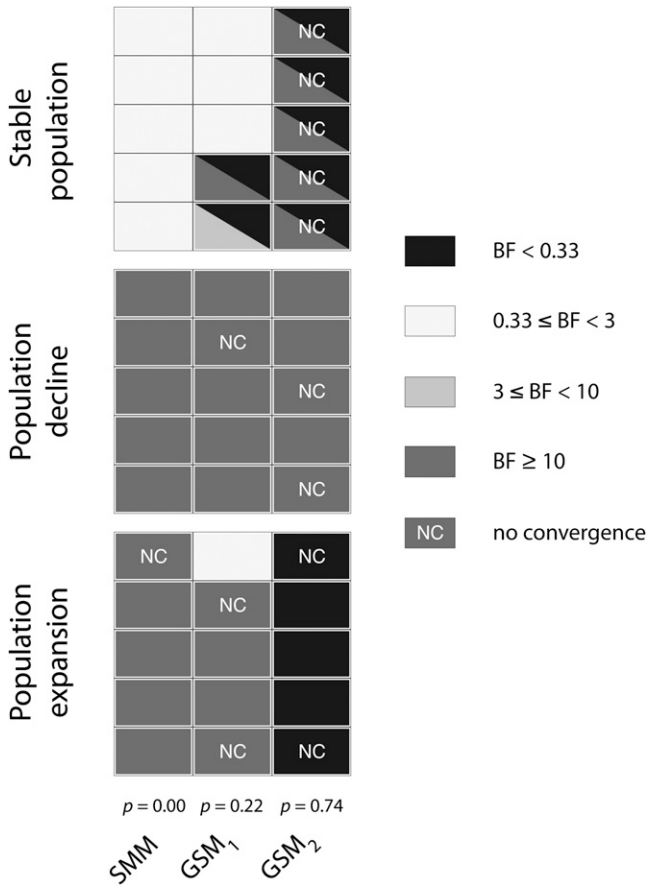 Stable
population
NC
NC
NC
NC
NC
Population
decline
NC
NC
NC
Population
expansion
NC
NC
NC
NC
NC
p = 0.00
p = 0.22
p = 0.74
SMM
GSM₁
GSM₂
BF < 0.33
0.33 ≤ BF < 3
3 ≤ BF < 10
BF ≥ 10
NC
no convergence